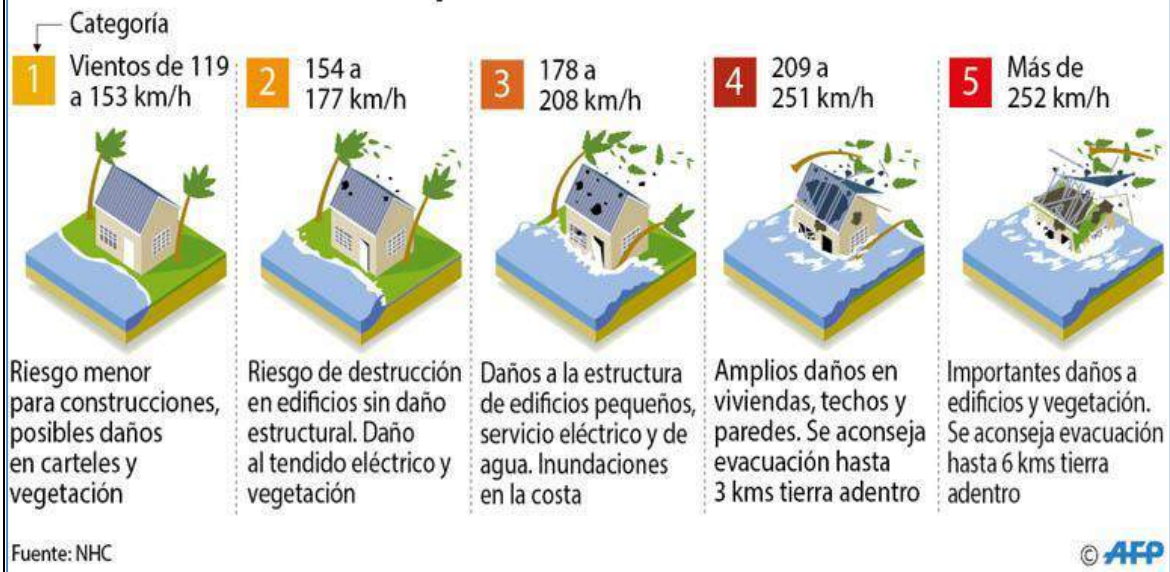 Categoría
1
Vientos de 119
a 153 km/h
2
154 a
177 km/h
3
178 a
208 km/h
4
209 a
251 km/h
5
Más de
252 km/h
Riesgo menor
para construcciones,
posibles daños
en carteles y
vegetación
Riesgo de destrucción
en edificios sin daño
estructural. Daño
al tendido eléctrico y
vegetación
Daños a la estructura
de edificios pequeños,
servicio eléctrico y de
agua. Inundaciones
en la costa
Amplios daños en
viviendas, techos y
paredes. Se aconseja
evacuación hasta
3 kms tierra adentro
Importantes daños a
edificios y vegetación.
Se aconseja evacuación
hasta 6 kms tierra
adentro
Fuente: NHC
© AFP